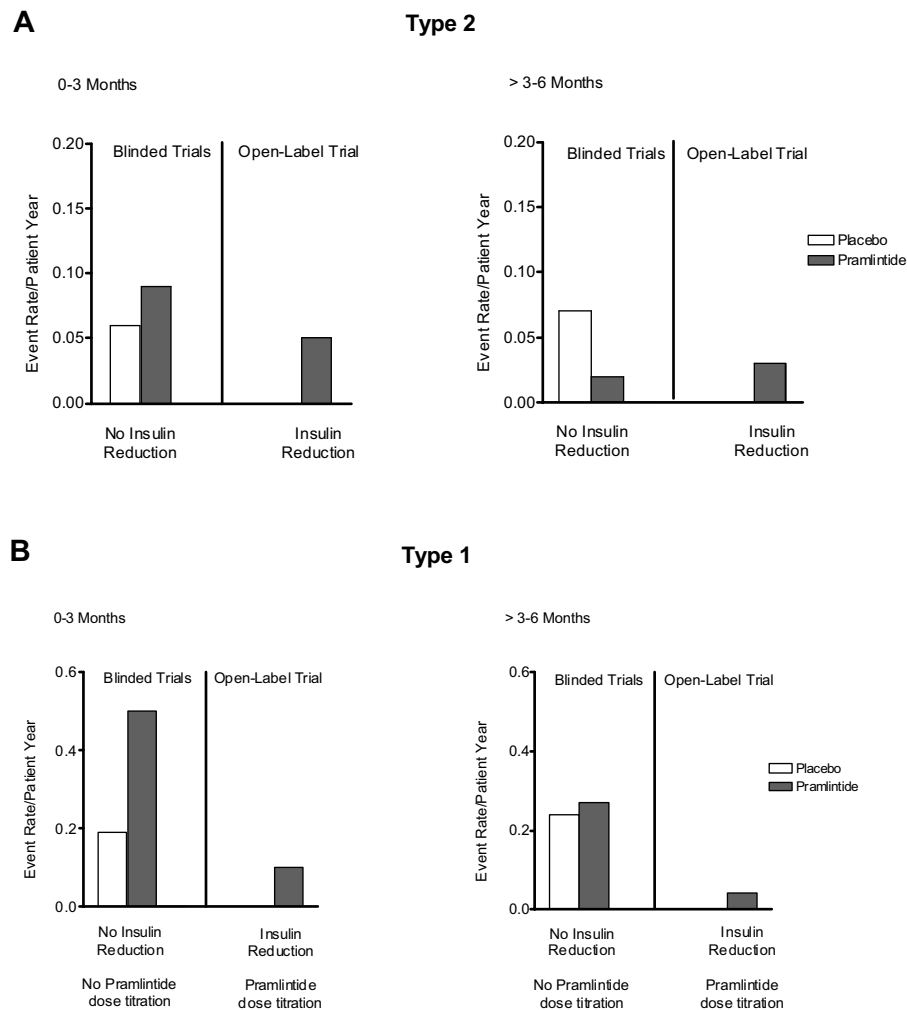 A
Type 2
0-3 Months
Event Rate/Patient Year
0.20
0.15
0.10
0.05
0.00
Blinded Trials
Open-Label Trial
No Insulin
Reduction
Insulin
Reduction
> 3-6 Months
Event Rate/Patient Year
0.20
0.15
0.10
0.05
0.00
Blinded Trials
Open-Label Trial
No Insulin
Reduction
Insulin
Reduction
Placebo
Pramlintide
B
Type 1
0-3 Months
Event Rate/Patient Year
0.6
0.4
0.2
0.0
Blinded Trials
Open-Label Trial
No Insulin
Reduction
No Pramlintide
dose titration
Insulin
Reduction
Pramlintide
dose titration
> 3-6 Months
Event Rate/Patient Year
0.6
0.4
0.2
0.0
Blinded Trials
Open-Label Trial
No Insulin
Reduction
No Pramlintide
dose titration
Insulin
Reduction
Pramlintide
dose titration
Placebo
Pramlintide